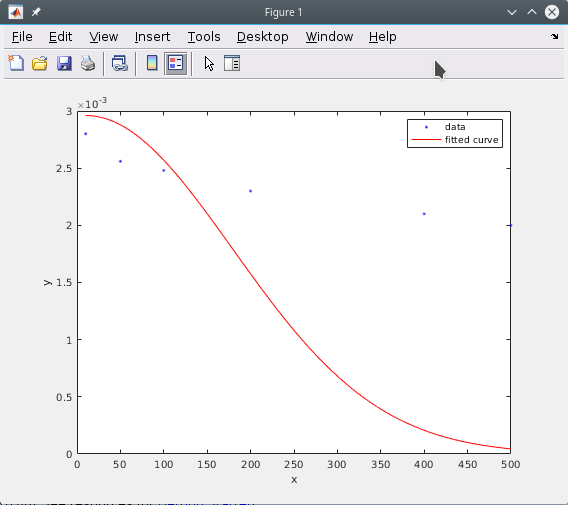 Figure 1
File Edit View Insert Tools Desktop Window Help
×10-3
3
2.5
2
1.5
1
0.5
0
y
data
fitted curve
0 50 100 150 200 250 300 350 400 450 500
x